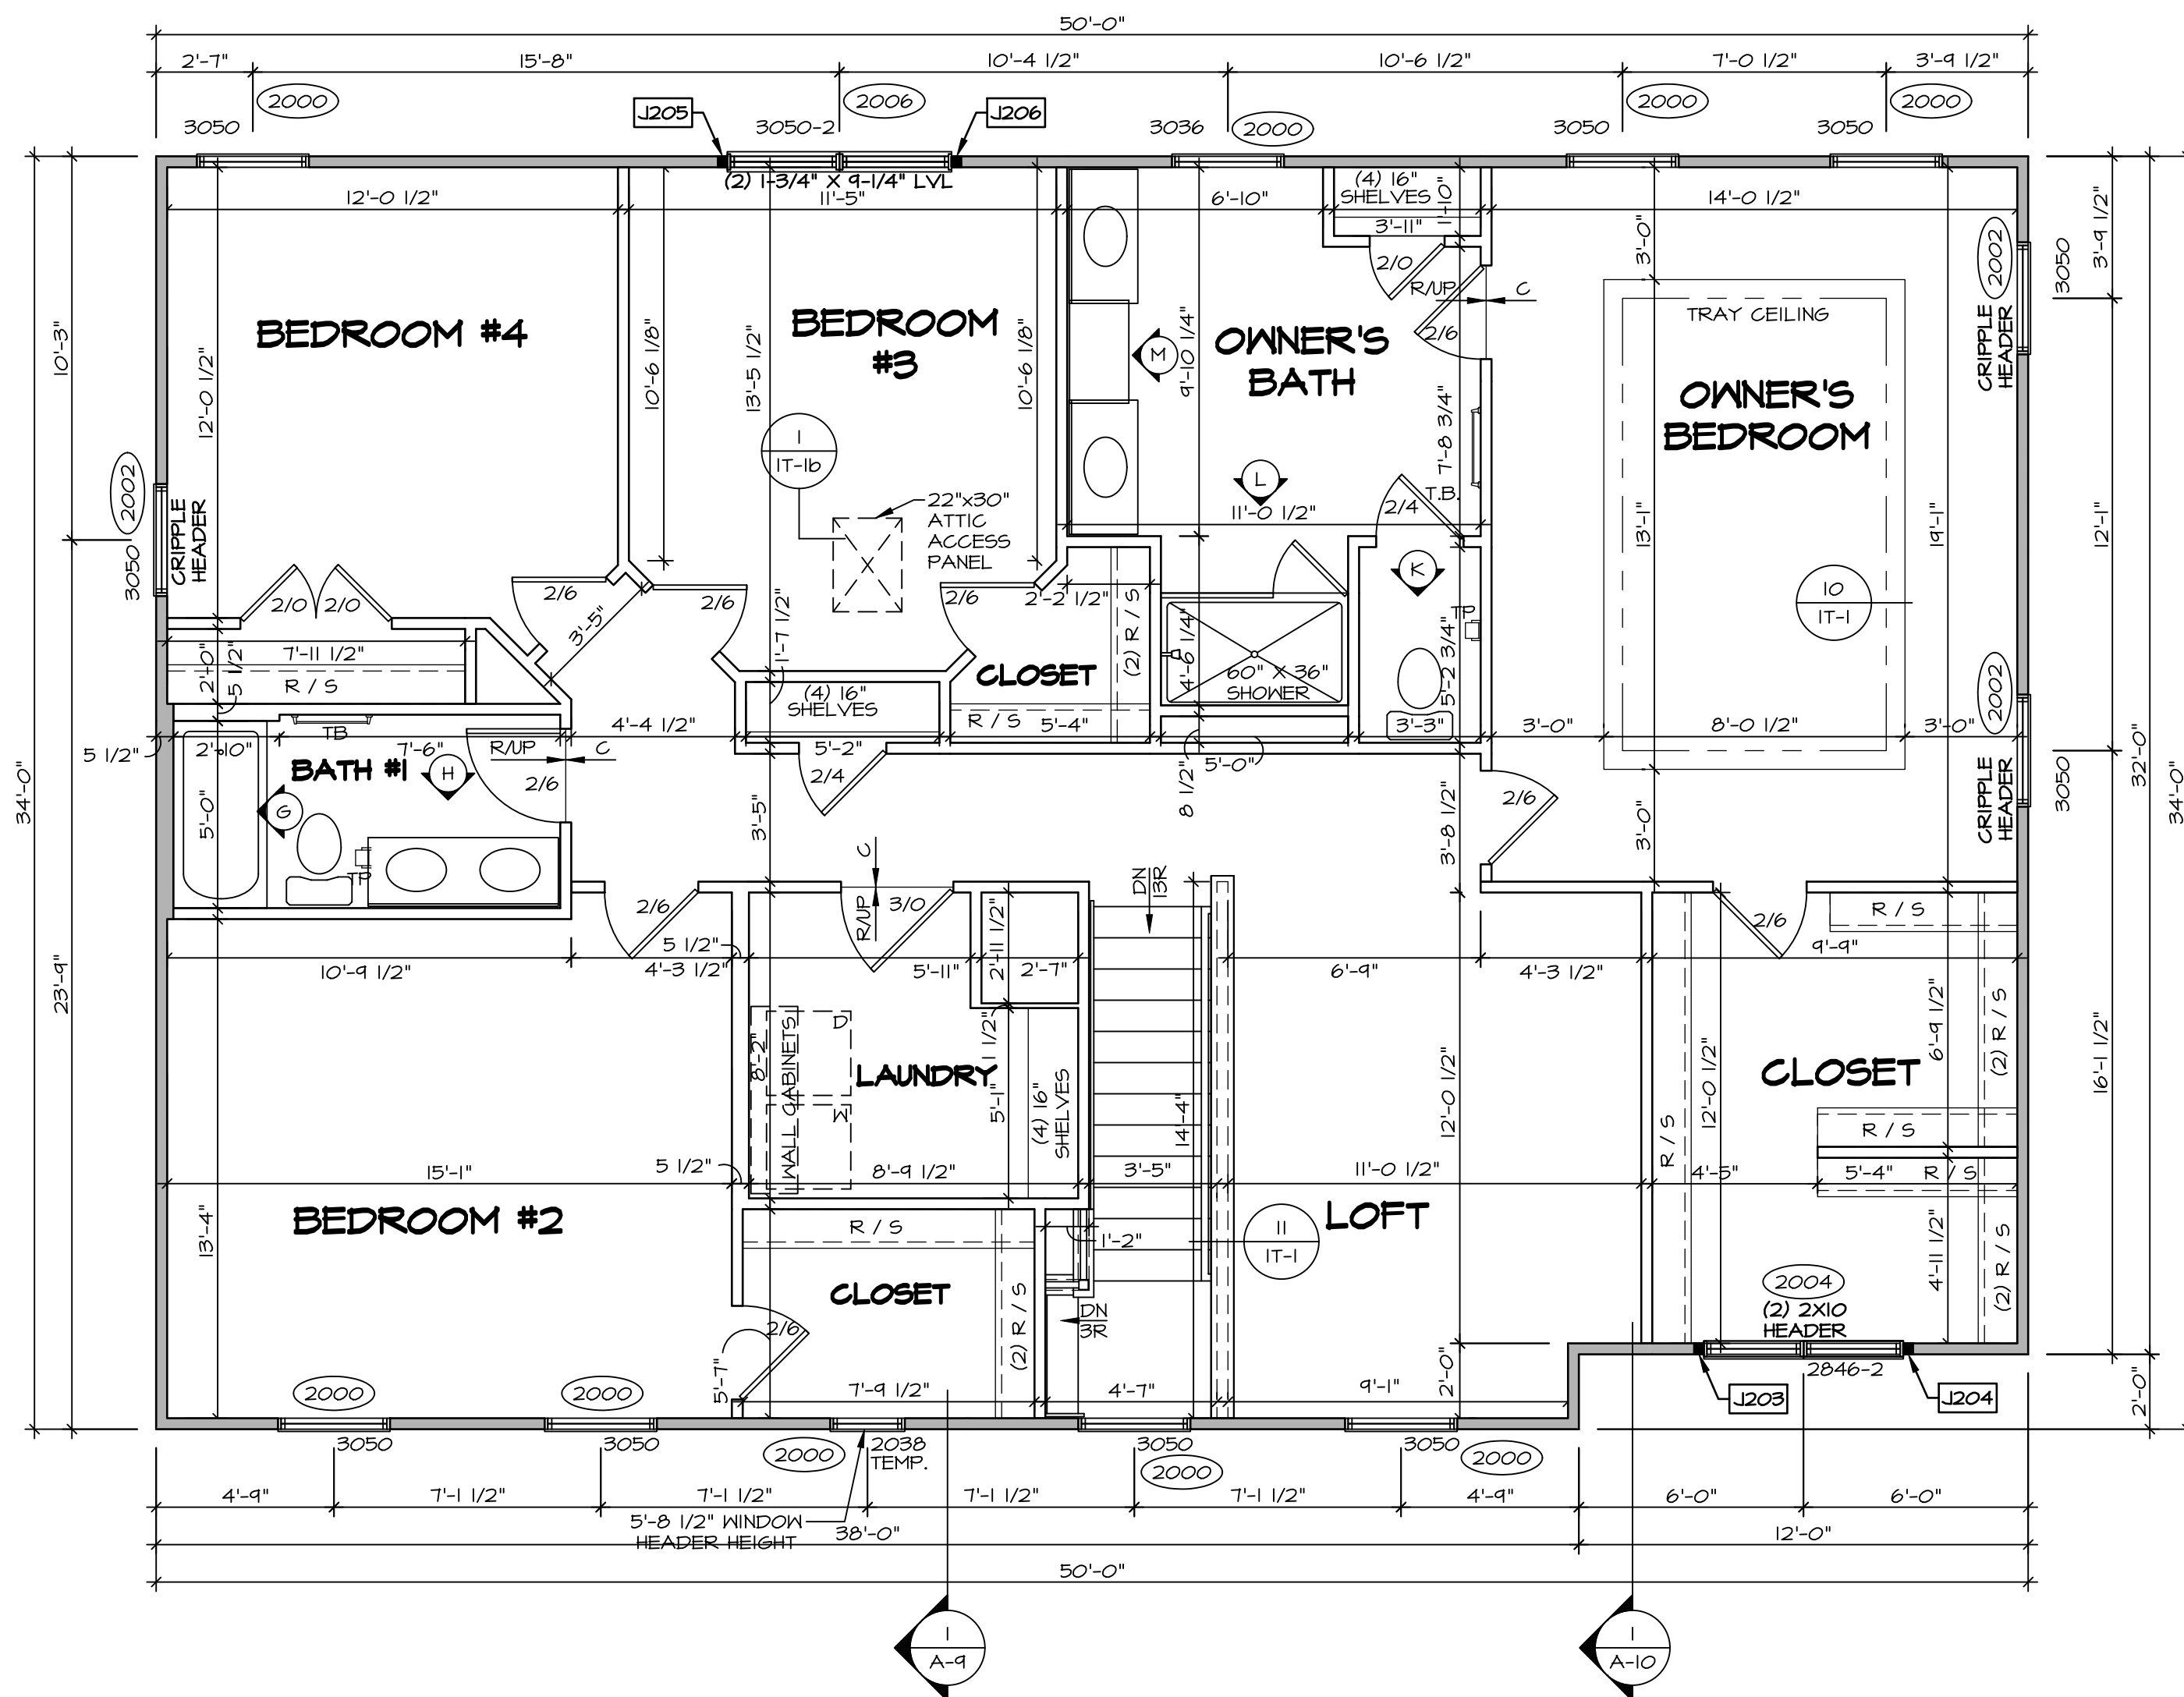 50'-0"
2'-7"
15'-8"
10'-4 1/2"
10'-6 1/2"
7'-0 1/2"
3'-9 1/2"
2000
2006
2000
2000
2000
J205
J206
3050
3050-2
3036
3050
3050
(2) 1-3/4" X 9-1/4" LVL
12'-0 1/2"
11'-5"
6'-10"
(4) 16"
SHELVES
3'-11"
1'-10"
14'-0 1/2"
3'-0"
2/0
R/UP
C
2/6
2002
3050
3'-9 1/2"
CRIPPLE
HEADER
TRAY CEILING
BEDROOM #4
BEDROOM
#3
OWNER'S
BATH
OWNER'S
BEDROOM
M
10'-3"
12'-0 1/2"
10'-6 1/8"
13'-5 1/2"
10'-6 1/8"
9'-10 1/4"
7'-8 3/4"
1
IT-1b
22"x30"
ATTIC
ACCESS
PANEL
L
T.B.
2/4
11'-0 1/2"
13'-1"
19'-1"
12'-1"
2002
3050
CRIPPLE
HEADER
2/0
2/0
2/6
2/6
2/6
3'-5"
2'-2 1/2"
(2) R / S
K
TP
10
IT-1
7'-11 1/2"
R / S
2'-0"
5 1/2"
1'-7 1/2"
CLOSET
4'-6 1/4"
60" X 36"
SHOWER
5'-2 3/4"
2002
3050
CRIPPLE
HEADER
(4) 16"
SHELVES
R / S
5'-4"
3'-3"
3'-0"
8'-0 1/2"
3'-0"
5 1/2"
2'-10"
TB
7'-6"
R/UP
C
4'-4 1/2"
5'-2"
5'-0"
8 1/2"
BATH #1
H
G
2/6
2/4
2/6
5'-0"
TP
3'-5"
3'-8 1/2"
3'-0"
32'-0"
34'-0"
34'-0"
23'-9"
C
R/UP
3/0
2/6
DN
13R
R / S
2/6
9'-9"
10'-9 1/2"
5 1/2"
4'-3 1/2"
5'-11"
2'-11 1/2"
2'-7"
6'-9"
4'-3 1/2"
6'-9 1/2"
(2) R / S
D
W
WALL CABINETS
8'-2"
LAUNDRY
5'-1"
1 1/2"
(4) 16"
SHELVES
14'-4"
12'-0 1/2"
12'-0 1/2"
CLOSET
R / S
R / S
16'-1 1/2"
15'-1"
5 1/2"
8'-9 1/2"
3'-5"
11'-0 1/2"
4'-5"
5'-4"
R / S
BEDROOM #2
13'-4"
R / S
1'-2"
11
IT-1
LOFT
4'-11 1/2"
(2) R / S
CLOSET
(2) R / S
DN
3R
2004
(2) 2X10
HEADER
2846-2
J203
J204
2/6
5'-7"
7'-9 1/2"
4'-7"
9'-1"
2'-0"
2'-0"
2000
2000
3050
3050
2000
2038
TEMP.
3050
2000
3050
2000
4'-9"
7'-1 1/2"
7'-1 1/2"
7'-1 1/2"
7'-1 1/2"
4'-9"
6'-0"
6'-0"
5'-8 1/2" WINDOW
HEADER HEIGHT
38'-0"
12'-0"
50'-0"
1
A-9
1
A-10